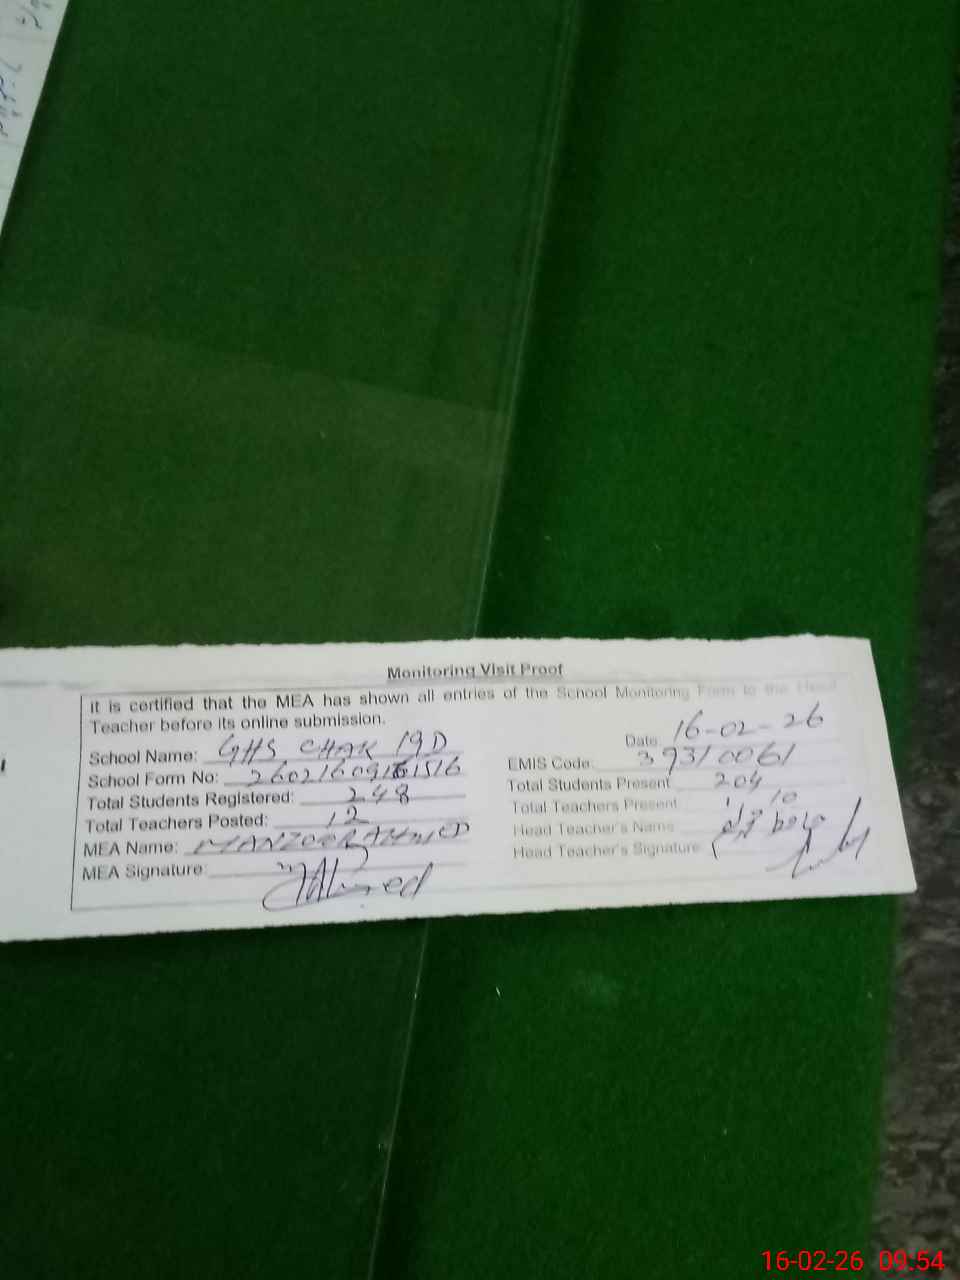 Monitoring Visit Proof
it is certified that the MEA has shown all entries of the School Monitoring Form to the Head
Teacher before its online submission.
Date: 16-02-26
School Name: GHS CHAK 19D
EMIS Code: 39310061
School Form No:
Total Students Present 204
Total Students Registered: 248
Total Teachers Present 10
Total Teachers Posted: 12
Head Teacher's Name
MEA Name: MANZOOR AHMED
Head Teacher's Signature
MEA Signature:
16-02-26 09.54